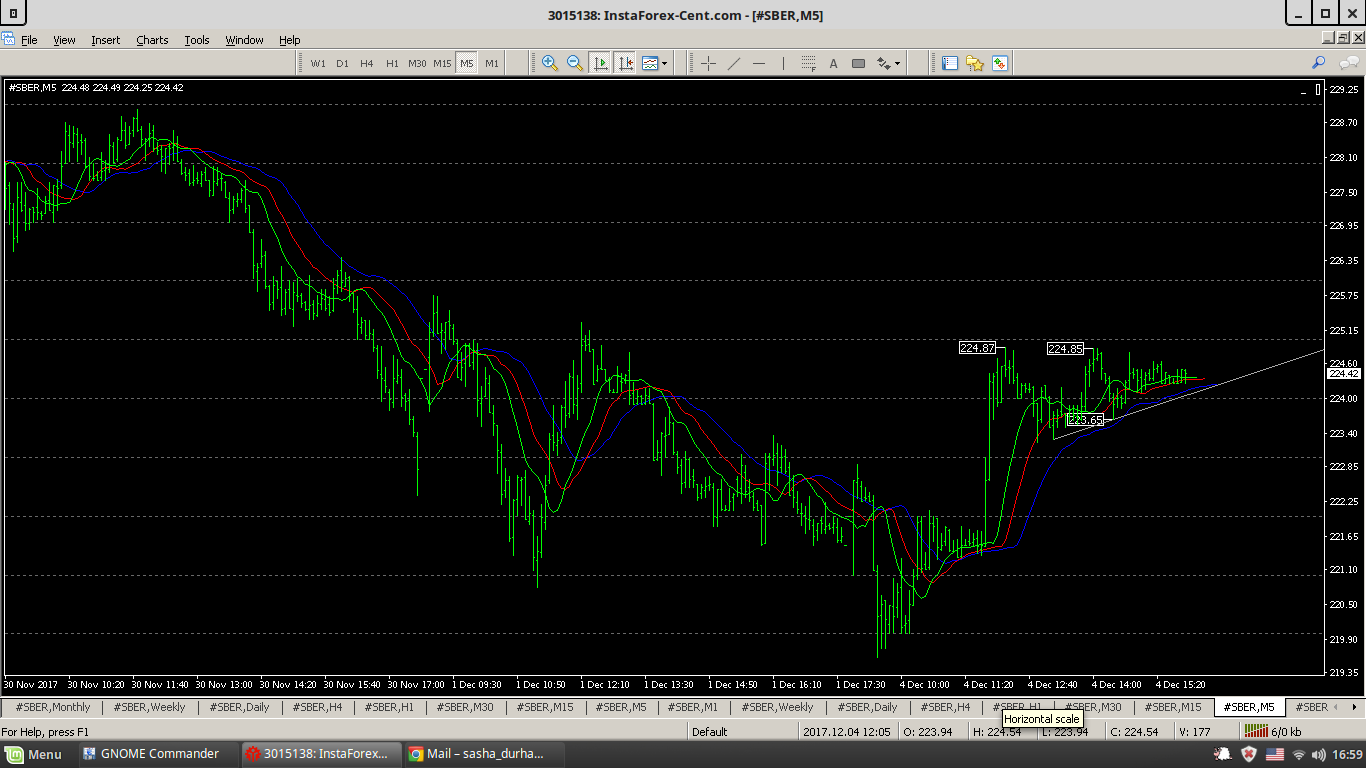 3015138: InstaForex-Cent.com - [#SBER,M5]
File View Insert Charts Tools Window Help
W1 D1 H4 H1 M30 M15 M5 M1
A
#SBER,M5 224.48 224.49 224.25 224.42
229.25
228.70
228.10
227.50
226.95
226.35
225.75
225.15
224.87
224.85
224.60
224.42
224.00
223.65
223.40
222.85
222.25
221.65
221.10
220.50
219.90
219.35
30 Nov 2017 30 Nov 10:20 30 Nov 11:40 30 Nov 13:00 30 Nov 14:20 30 Nov 15:40 30 Nov 17:00 1 Dec 09:30 1 Dec 10:50 1 Dec 12:10 1 Dec 13:30 1 Dec 14:50 1 Dec 16:10 1 Dec 17:30 4 Dec 10:00 4 Dec 11:20 4 Dec 12:40 4 Dec 14:00 4 Dec 15:20
#SBER,Monthly #SBER,Weekly #SBER,Daily #SBER,H4 #SBER,H1 #SBER,M30 #SBER,M15 #SBER,M5 #SBER,M1 #SBER,Weekly #SBER,Daily #SBER,H4 #SBER,H1 #SBER,M30 #SBER,M15 #SBER,M5 #SBER
Horizontal scale
For Help, press F1 Default 2017.12.04 12:05 O: 223.94 H: 224.54 L: 223.94 C: 224.54 V: 177 6/0 kb
Menu GNOME Commander 3015138: InstaForex... Mail – sasha_durha... 16:59